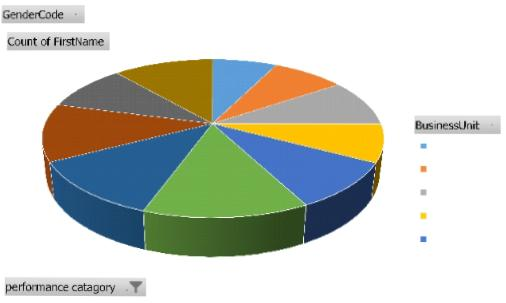 GenderCode
Count of FirstName
BusinessUnit
performance catagory